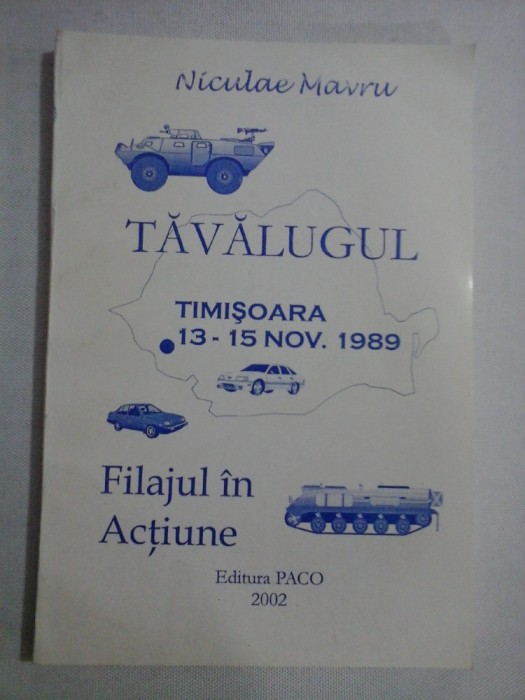 Niculae Mavru
TĂVĂLUGUL
TIMIŞOARA
13 - 15 NOV. 1989
Filajul în
Acţiune
Editura PACO
2002